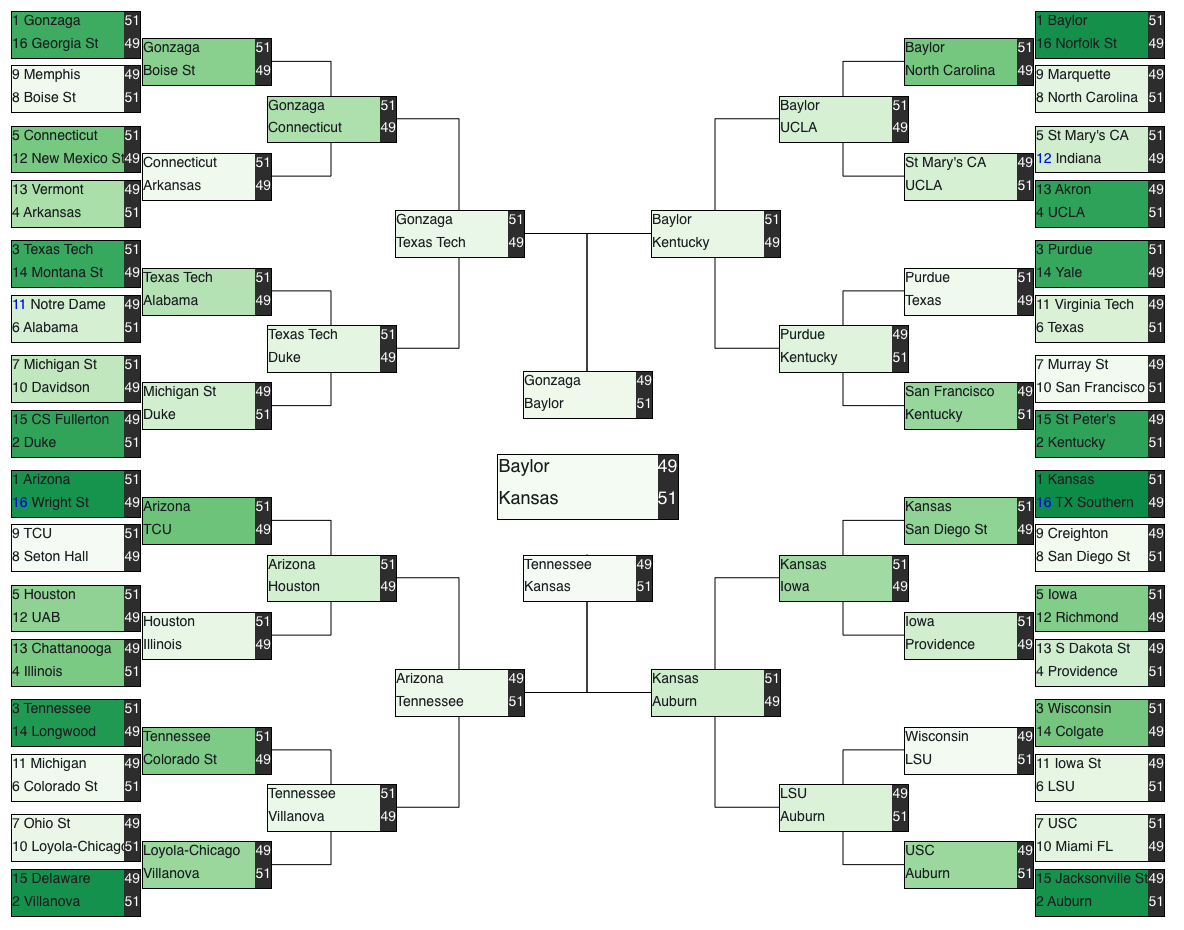 1 Gonzaga 51
16 Georgia St 49
9 Memphis 49
8 Boise St 51
5 Connecticut 51
12 New Mexico St 49
13 Vermont 49
4 Arkansas 51
3 Texas Tech 51
14 Montana St 49
11 Notre Dame 49
6 Alabama 51
7 Michigan St 51
10 Davidson 49
15 CS Fullerton 49
2 Duke 51
1 Arizona 51
16 Wright St 49
9 TCU 51
8 Seton Hall 49
5 Houston 51
12 UAB 49
13 Chattanooga 49
4 Illinois 51
3 Tennessee 51
14 Longwood 49
11 Michigan 49
6 Colorado St 51
7 Ohio St 49
10 Loyola-Chicago 51
15 Delaware 49
2 Villanova 51
Gonzaga 51
Boise St 49
Connecticut 51
Arkansas 49
Texas Tech 51
Alabama 49
Michigan St 49
Duke 51
Arizona 51
TCU 49
Houston 51
Illinois 49
Tennessee 51
Colorado St 49
Loyola-Chicago 49
Villanova 51
Gonzaga 51
Connecticut 49
Texas Tech 51
Duke 49
Arizona 51
Houston 49
Tennessee 51
Villanova 49
Gonzaga 51
Texas Tech 49
Arizona 49
Tennessee 51
Gonzaga 49
Baylor 51
Baylor 49
Kansas 51
Tennessee 49
Kansas 51
Baylor 51
Kentucky 49
Kansas 51
Auburn 49
Baylor 51
UCLA 49
Purdue 49
Kentucky 51
Kansas 51
Iowa 49
LSU 49
Auburn 51
Baylor 51
North Carolina 49
St Mary's CA 49
UCLA 51
Purdue 51
Texas 49
San Francisco 49
Kentucky 51
Kansas 51
San Diego St 49
Iowa 51
Providence 49
Wisconsin 49
LSU 51
USC 49
Auburn 51
1 Baylor 51
16 Norfolk St 49
9 Marquette 49
8 North Carolina 51
5 St Mary's CA 51
12 Indiana 49
13 Akron 49
4 UCLA 51
3 Purdue 51
14 Yale 49
11 Virginia Tech 49
6 Texas 51
7 Murray St 49
10 San Francisco 51
15 St Peter's 49
2 Kentucky 51
1 Kansas 51
16 TX Southern 49
9 Creighton 49
8 San Diego St 51
5 Iowa 51
12 Richmond 49
13 S Dakota St 49
4 Providence 51
3 Wisconsin 51
14 Colgate 49
11 Iowa St 49
6 LSU 51
7 USC 51
10 Miami FL 49
15 Jacksonville St 49
2 Auburn 51